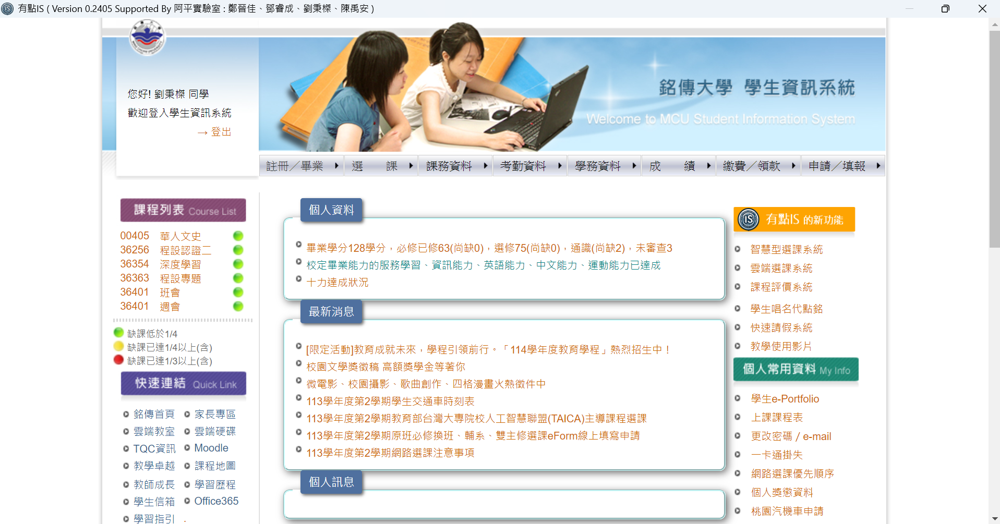 有點IS ( Version 0.2405 Supported By 阿平實驗室 : 鄭晉佳、鄧睿成、劉秉樑、陳禹安 )
您好! 劉秉樑 同學
歡迎登入學生資訊系統
→ 登出
銘傳大學 學生資訊系統
Welcome to MCU Student Information System
註冊／畢業
選 課
課務資料
考勤資料
學務資料
成 績
繳費／領款
申請／填報
課程列表 Course List
00405 華人文史
36256 程設認證二
36354 深度學習
36363 程設專題
36401 班會
36401 週會
缺課低於1/4
缺課已達1/4以上(含)
缺課已達1/3以上(含)
快速連結 Quick Link
銘傳首頁 家長專區
雲端教室 雲端硬碟
TQC資訊 Moodle
教學卓越 課程地圖
教師成長 學習歷程
學生信箱 Office365
學習指引 .
個人資料
畢業學分128學分，必修已修63(尚缺0)，選修75(尚缺0)，通識(尚缺2)，未審查3
校定畢業能力的服務學習、資訊能力、英語能力、中文能力、運動能力已達成
十力達成狀況
最新消息
[限定活動]教育成就未來，學程引領前行。「114學年度教育學程」熱烈招生中！
校園文學獎徵稿 高額獎學金等著你
微電影、校園攝影、歌曲創作、四格漫畫火熱徵件中
113學年度第2學期學生交通車時刻表
113學年度第2學期教育部台灣大專院校人工智慧聯盟(TAICA)主導課程選課
113學年度第2學期原班必修換班、輔系、雙主修選課eForm線上填寫申請
113學年度第2學期網路選課注意事項
個人訊息
IS 有點IS 的新功能
智慧型選課系統
雲端選課系統
課程評價系統
學生唱名代點銘
快速請假系統
教學使用影片
個人常用資料 My Info
學生e-Portfolio
上課課程表
更改密碼 / e-mail
一卡通掛失
網路選課優先順序
個人獎懲資料
桃園汽機車申請